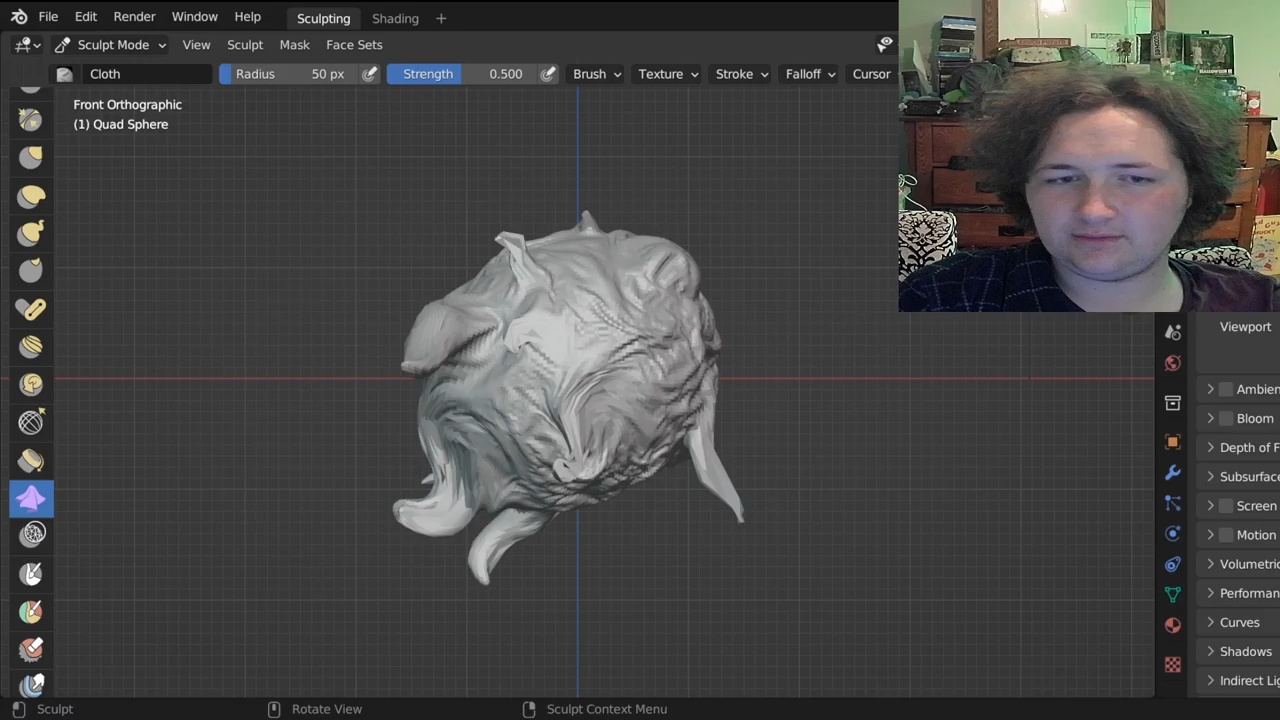 File Edit Render Window Help Sculpting Shading +
Sculpt Mode View Sculpt Mask Face Sets
Cloth Radius 50 px Strength 0.500 Brush Texture Stroke Falloff Cursor
Front Orthographic
(1) Quad Sphere
Viewport
Ambien
Bloom
Depth of F
Subsurface
Screen
Motion
Volumetric
Performan
Curves
Shadows
Indirect Lig
Sculpt Rotate View Sculpt Context Menu